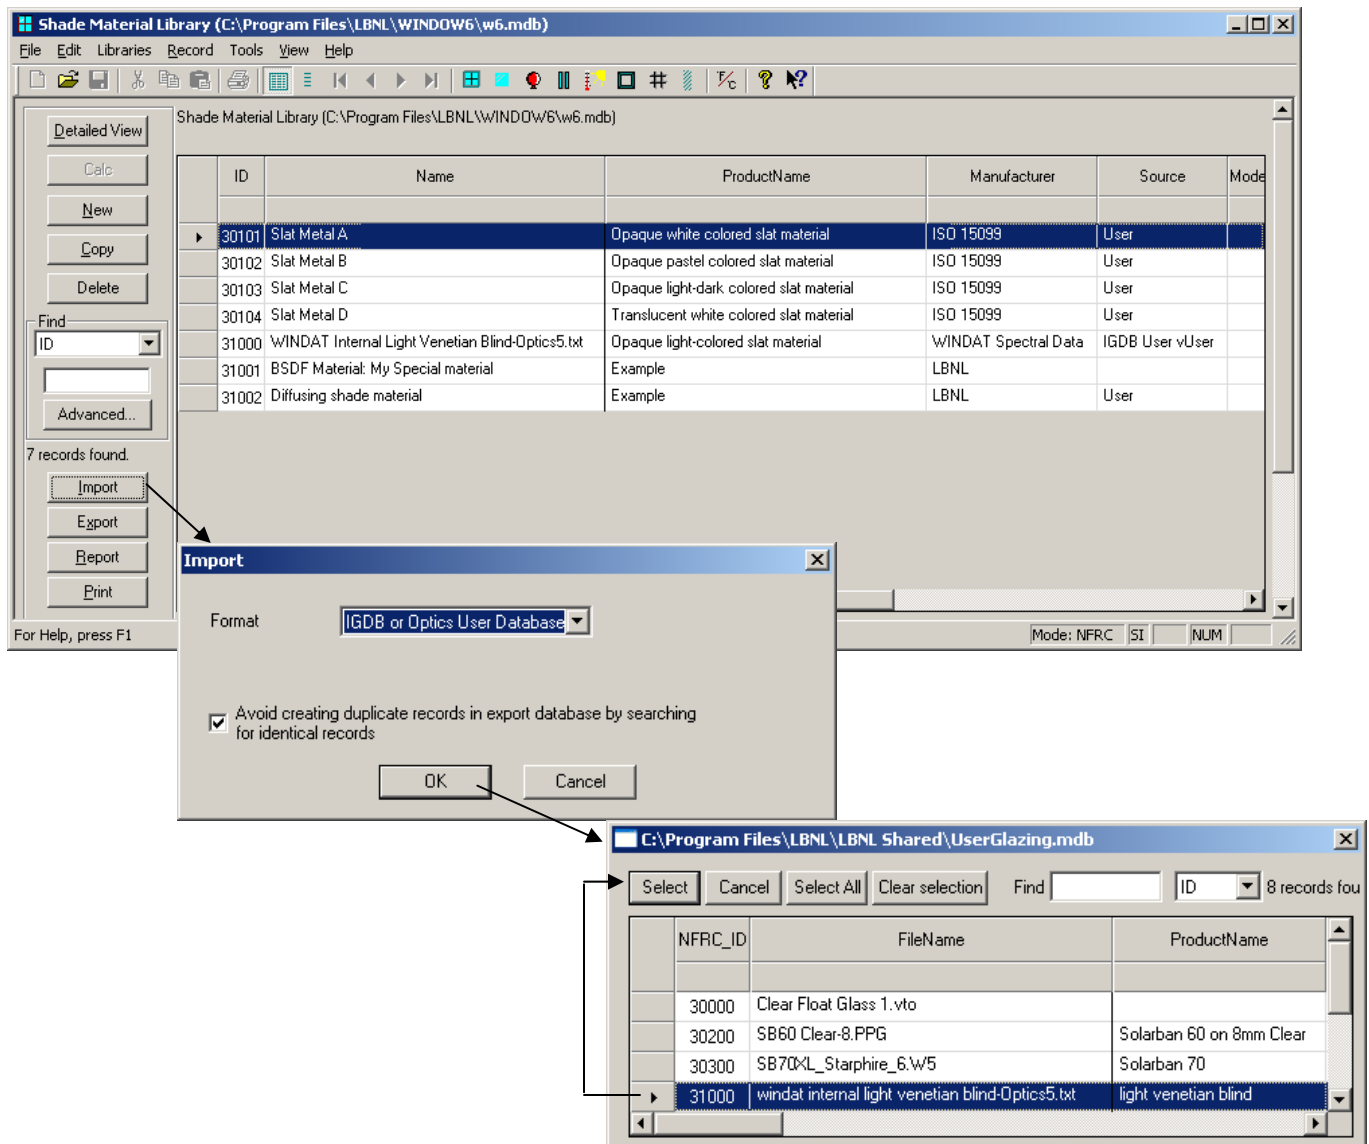 Shade Material Library (C:\Program Files\LBNL\WINDOW6\w6.mdb)
File Edit Libraries Record Tools View Help
Shade Material Library (C:\Program Files\LBNL\WINDOW6\w6.mdb)
Detailed View
Calc
New
Copy
Delete
Find
ID
Advanced...
7 records found.
Import
Export
Report
Print
ID Name ProductName Manufacturer Source Mode
30101 Slat Metal A Opaque white colored slat material ISO 15099 User
30102 Slat Metal B Opaque pastel colored slat material ISO 15099 User
30103 Slat Metal C Opaque light-dark colored slat material ISO 15099 User
30104 Slat Metal D Translucent white colored slat material ISO 15099 User
31000 WINDAT Internal Light Venetian Blind-Optics5.txt Opaque light-colored slat material WINDAT Spectral Data IGDB User vUser
31001 BSDF Material: My Special material Example LBNL
31002 Diffusing shade material Example LBNL User
For Help, press F1
Mode: NFRC SI NUM
Import
Format IGDB or Optics User Database
Avoid creating duplicate records in export database by searching
for identical records
OK Cancel
C:\Program Files\LBNL\LBNL Shared\UserGlazing.mdb
Select Cancel Select All Clear selection Find ID 8 records fou
NFRC_ID FileName ProductName
30000 Clear Float Glass 1.vto
30200 SB60 Clear-8.PPG Solarban 60 on 8mm Clear
30300 SB70XL_Starphire_6.W5 Solarban 70
31000 windat internal light venetian blind-Optics5.txt light venetian blind